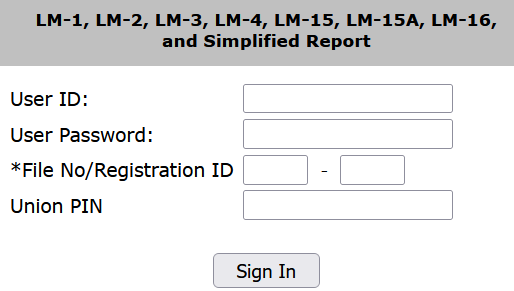 LM-1, LM-2, LM-3, LM-4, LM-15, LM-15A, LM-16,
and Simplified Report
User ID:
User Password:
*File No/Registration ID -
Union PIN
Sign In